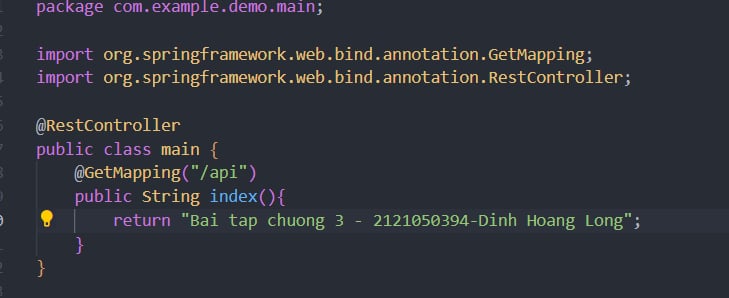 package com.example.demo.main;
import org.springframework.web.bind.annotation.GetMapping;
import org.springframework.web.bind.annotation.RestController;
@RestController
public class main {
@GetMapping("/api")
public String index(){
return "Bai tap chuong 3 - 2121050394-Dinh Hoang Long";
}
}